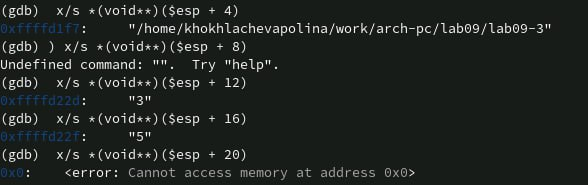 (gdb)  x/s *(void**)($esp + 4)
0xffffd1f7:     "/home/khokhlachevapolina/work/arch-pc/lab09/lab09-3"
(gdb) ) x/s *(void**)($esp + 8)
Undefined command: "".  Try "help".
(gdb)  x/s *(void**)($esp + 12)
0xffffd22d:     "3"
(gdb)  x/s *(void**)($esp + 16)
0xffffd22f:     "5"
(gdb)  x/s *(void**)($esp + 20)
0x0:    <error: Cannot access memory at address 0x0>